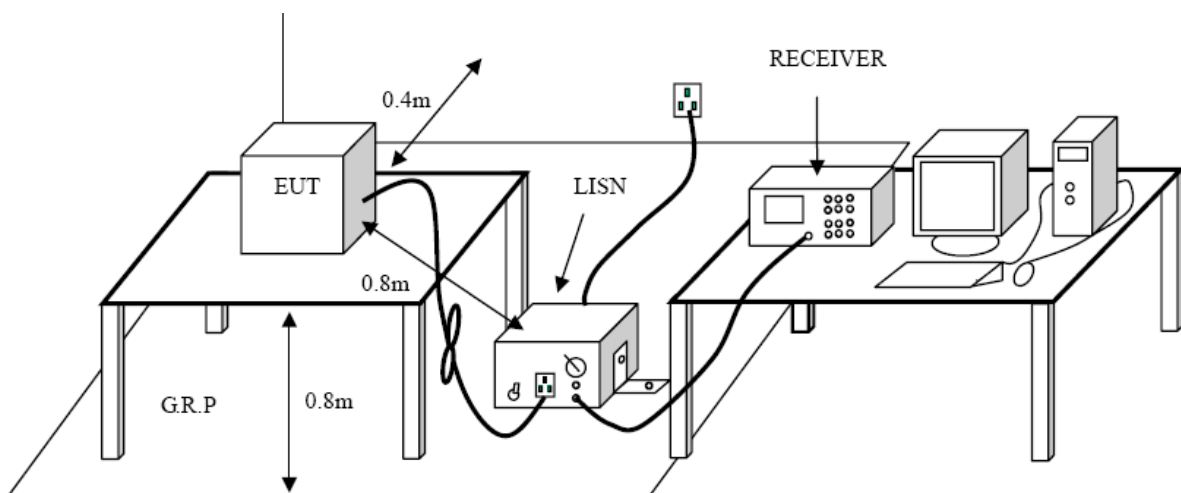 RECEIVER
0.4m
EUT
LISN
0.8m
G.R.P
0.8m